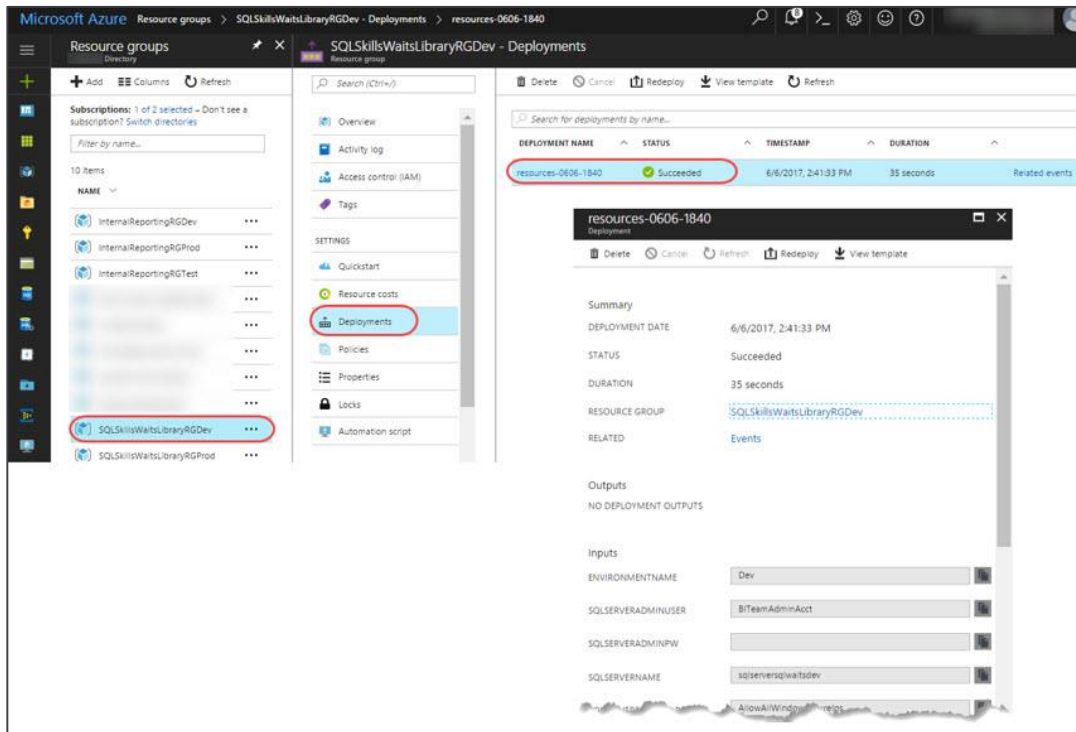 Microsoft Azure Resource groups > SQLSkillsWaitsLibraryRGDev - Deployments > resources-0606-1840
Resource groups
Directory
Add Columns Refresh
Subscriptions: 1 of 2 selected – Don't see a
subscription? Switch directories
Filter by name...
10 items
NAME
InternalReportingRGDev ...
InternalReportingRGProd ...
InternalReportingRGTest ...
...
...
...
...
...
SQLSkillsWaitsLibraryRGDev ...
SQLSkillsWaitsLibraryRGProd ...
SQLSkillsWaitsLibraryRGDev - Deployments
Resource group
Search (Ctrl+/)
Overview
Activity log
Access control (IAM)
Tags
SETTINGS
Quickstart
Resource costs
Deployments
Policies
Properties
Locks
Automation script
Delete Cancel Redeploy View template Refresh
Search for deployments by name...
DEPLOYMENT NAME STATUS TIMESTAMP DURATION
resources-0606-1840 Succeeded 6/6/2017, 2:41:33 PM 35 seconds Related events
resources-0606-1840
Deployment
Delete Cancel Refresh Redeploy View template
Summary
DEPLOYMENT DATE 6/6/2017, 2:41:33 PM
STATUS Succeeded
DURATION 35 seconds
RESOURCE GROUP SQLSkillsWaitsLibraryRGDev
RELATED Events
Outputs
NO DEPLOYMENT OUTPUTS
Inputs
ENVIRONMENTNAME Dev
SQLSERVERADMINUSER BITeamAdminAcct
SQLSERVERADMINPW
SQLSERVERNAME sqlserversqlwaitsdev